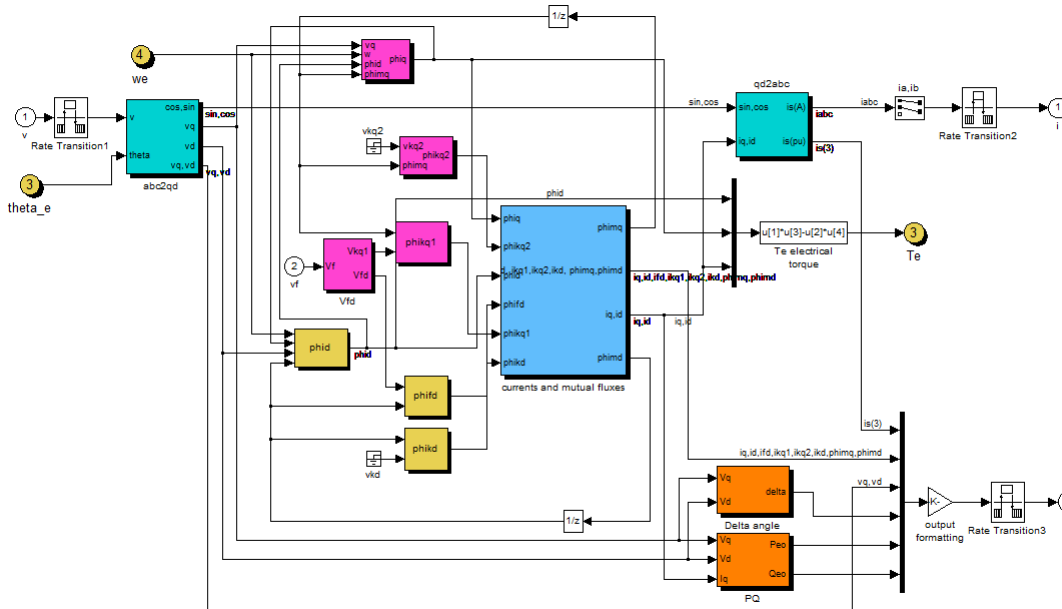 1/z
4
we
vq
w
phid
phimq
phiq
qd2abc
sin,cos
iq,id
is(A)
is(pu)
iabc
iabc
is(3)
ia,ib
Rate Transition2
1
i
1
v
Rate Transition1
v
theta
cos,sin
vq
vd
vq,vd
sin,cos
vq,vd
abc2qd
sin,cos
3
theta_e
vkq2
vkq2
phimq
phikq2
phid
phikq1
phiq
phikq2
phid
phifd
phikq1
phikd
phimq
d, ikq1,ikq2,ikd, phimq,phimd
iq,id
phimd
currents and mutual fluxes
iq,id,ifd,ikq1,ikq2,ikd,phimq,phimd
iq,id
iq,id
u[1]*u[3]-u[2]*u[4]
Te electrical
torque
3
Te
2
vf
Vf
Vkq1
Vfd
Vfd
phid
phid
phifd
phikd
vkd
1/z
is(3)
iq,id,ifd,ikq1,ikq2,ikd,phimq,phimd
vq,vd
Vq
Vd
delta
Delta angle
Vq
Vd
Iq
Peo
Qeo
PQ
K-
output
formatting
Rate Transition3